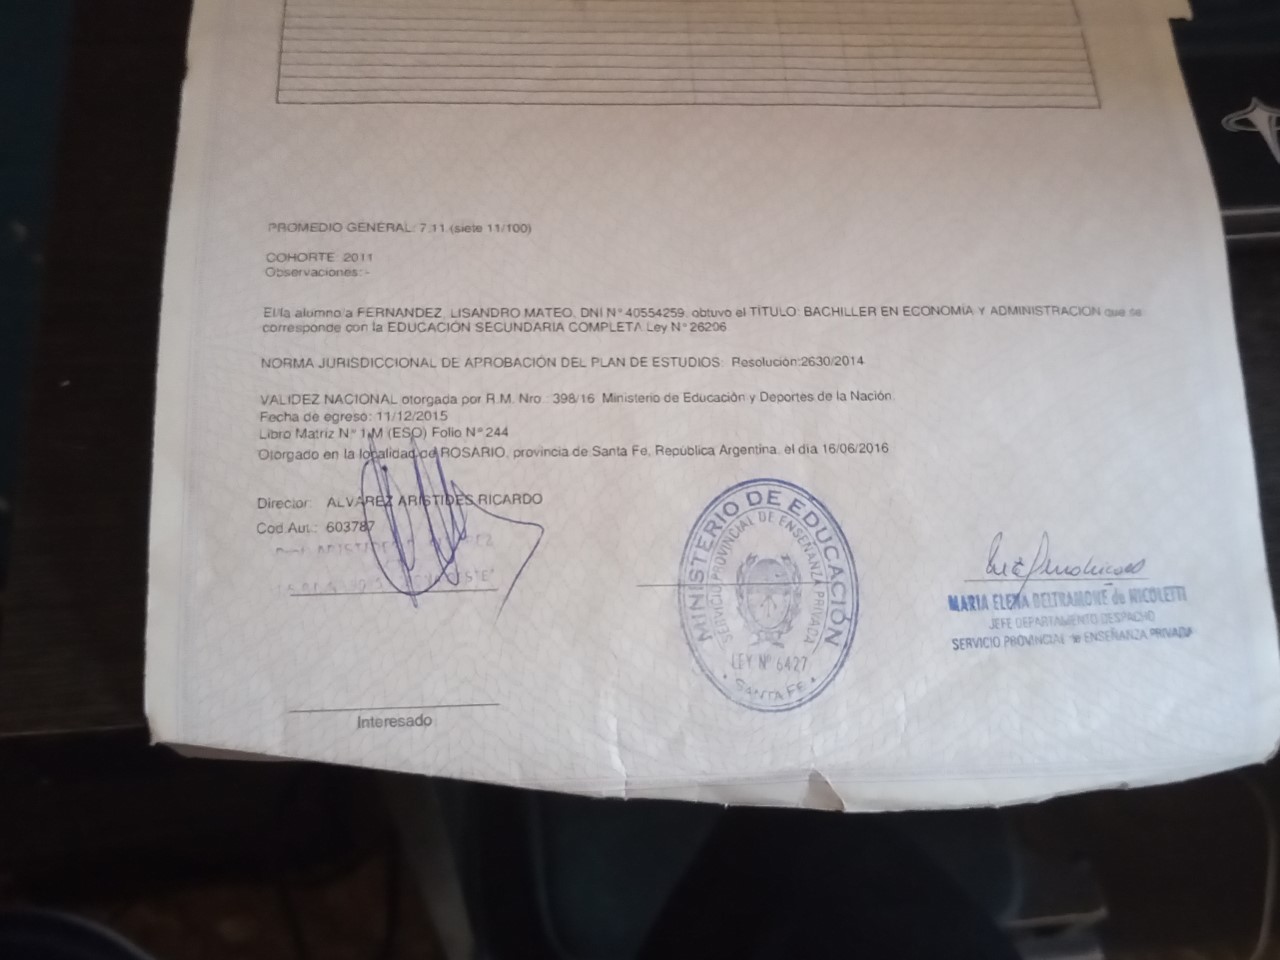 PROMEDIO GENERAL: 7.11 (siete 11/100)
COHORTE: 2011
Observaciones: -
El/la alumno/a FERNANDEZ, LISANDRO MATEO, DNI N° 40554259, obtuvo el TÍTULO: BACHILLER EN ECONOMÍA Y ADMINISTRACIÓN que se
corresponde con la EDUCACIÓN SECUNDARIA COMPLETA Ley N° 26206
NORMA JURISDICCIONAL DE APROBACIÓN DEL PLAN DE ESTUDIOS: Resolución:2630/2014
VALIDEZ NACIONAL otorgada por R.M. Nro.: 398/16 Ministerio de Educación y Deportes de la Nación.
Fecha de egreso: 11/12/2015
Libro Matriz N° 1 M (ESO) Folio N° 244
Otorgado en la localidad de ROSARIO, provincia de Santa Fe, República Argentina, el día 16/06/2016
Director: ALVAREZ ARISTIDES RICARDO
Cod.Aut.: 603787
MINISTERIO DE EDUCACIÓN
SERVICIO PROVINCIAL DE ENSEÑANZA PRIVADA
LEY N° 6427
SANTA FE
MARIA ELENA BELTRAMONE de NICOLETTI
JEFE DEPARTAMENTO DESPACHO
SERVICIO PROVINCIAL de ENSEÑANZA PRIVADA
Interesado